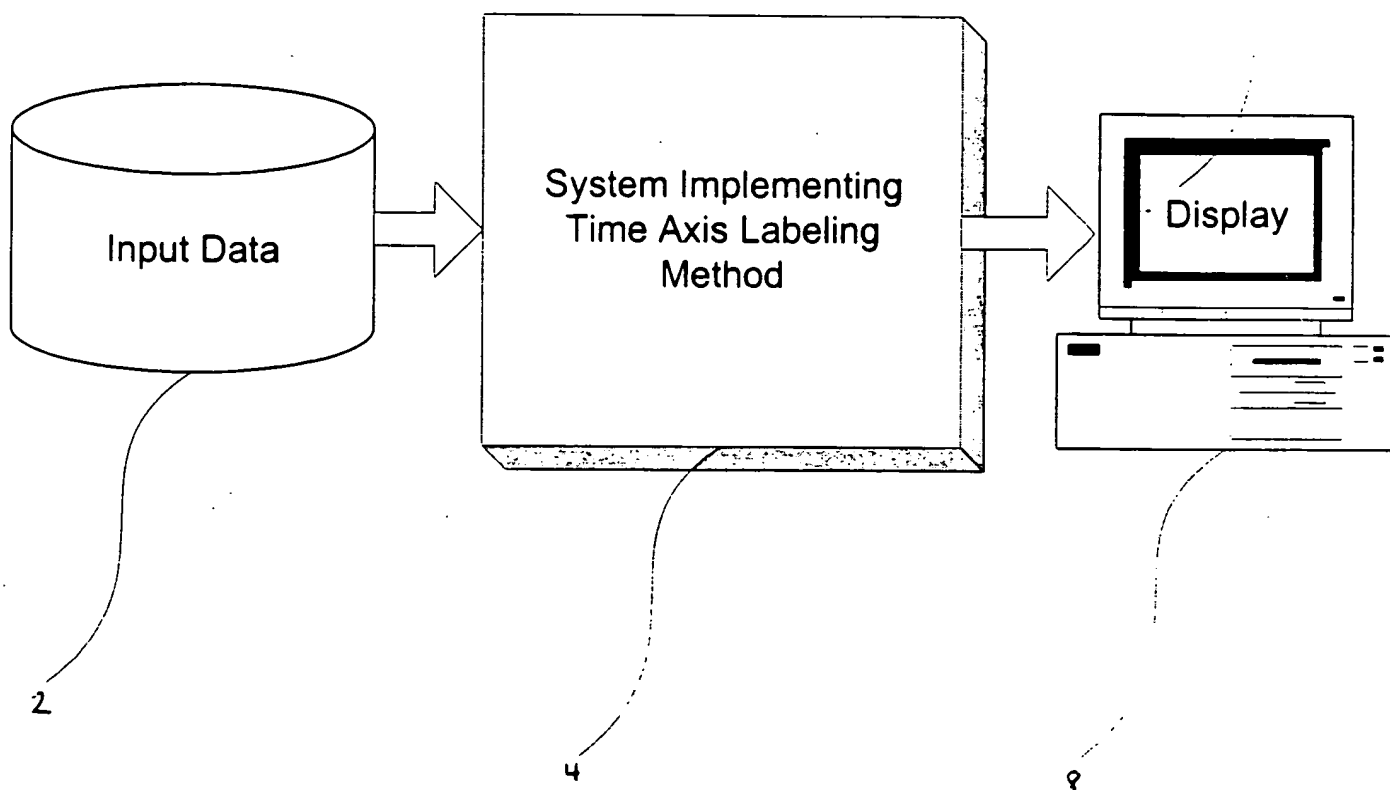 Input Data
System Implementing
Time Axis Labeling
Method
Display
2
4
8